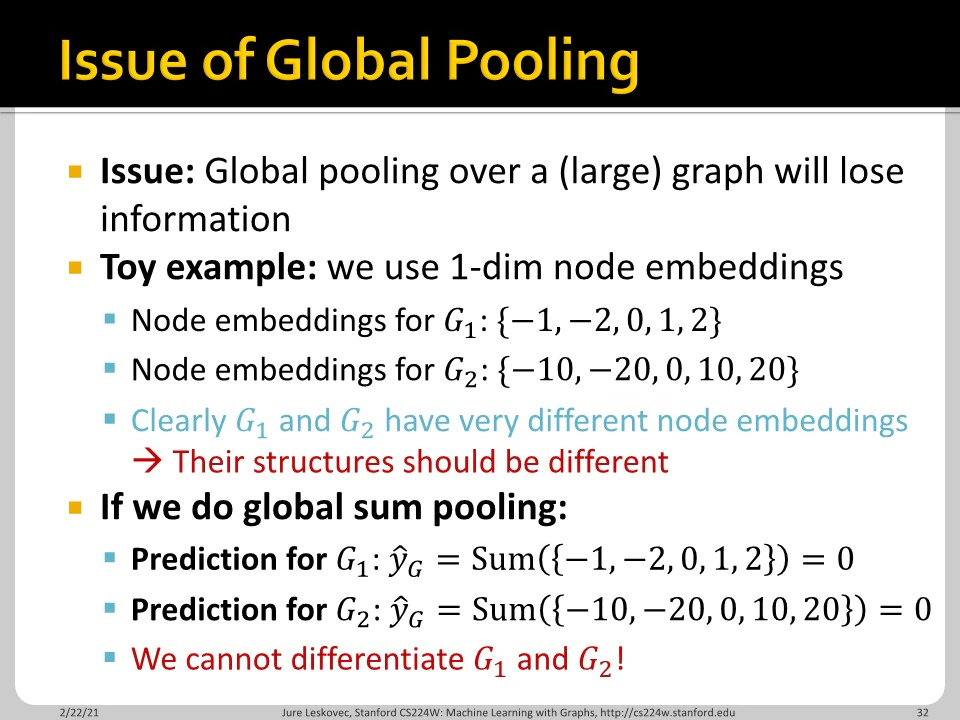 Issue of Global Pooling
▪ Issue: Global pooling over a (large) graph will lose
information
▪ Toy example: we use 1-dim node embeddings
▪ Node embeddings for 𝐺₁: {−1, −2, 0, 1, 2}
▪ Node embeddings for 𝐺₂: {−10, −20, 0, 10, 20}
▪ Clearly 𝐺₁ and 𝐺₂ have very different node embeddings
→ Their structures should be different
▪ If we do global sum pooling:
▪ Prediction for 𝐺₁: ŷ_G = Sum({−1, −2, 0, 1, 2}) = 0
▪ Prediction for 𝐺₂: ŷ_G = Sum({−10, −20, 0, 10, 20}) = 0
▪ We cannot differentiate 𝐺₁ and 𝐺₂!
2/22/21 Jure Leskovec, Stanford CS224W: Machine Learning with Graphs, http://cs224w.stanford.edu 32